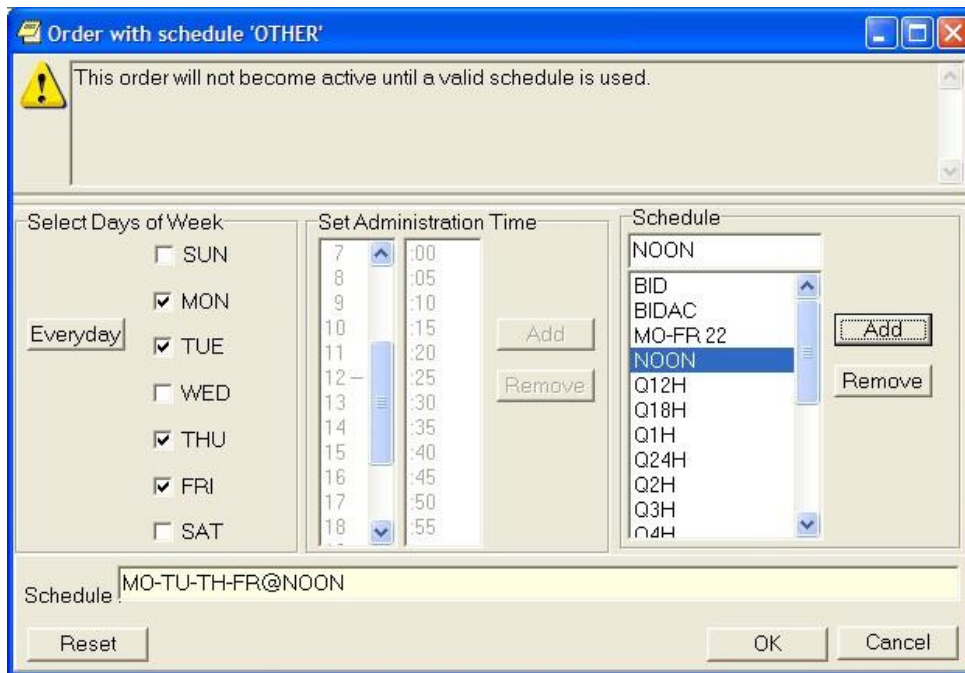 Order with schedule 'OTHER'
This order will not become active until a valid schedule is used.
Select Days of Week
SUN
MON
Everyday
TUE
WED
THU
FRI
SAT
Set Administration Time
7 :00
8 :05
9 :10
10 :15
11 :20
12 – :25
13 :30
14 :35
15 :40
16 :45
17 :50
18 :55
Add
Remove
Schedule
NOON
BID
BIDAC
MO-FR 22
NOON
Q12H
Q18H
Q1H
Q24H
Q2H
Q3H
Q4H
Add
Remove
Schedule :
MO-TU-TH-FR@NOON
Reset
OK
Cancel